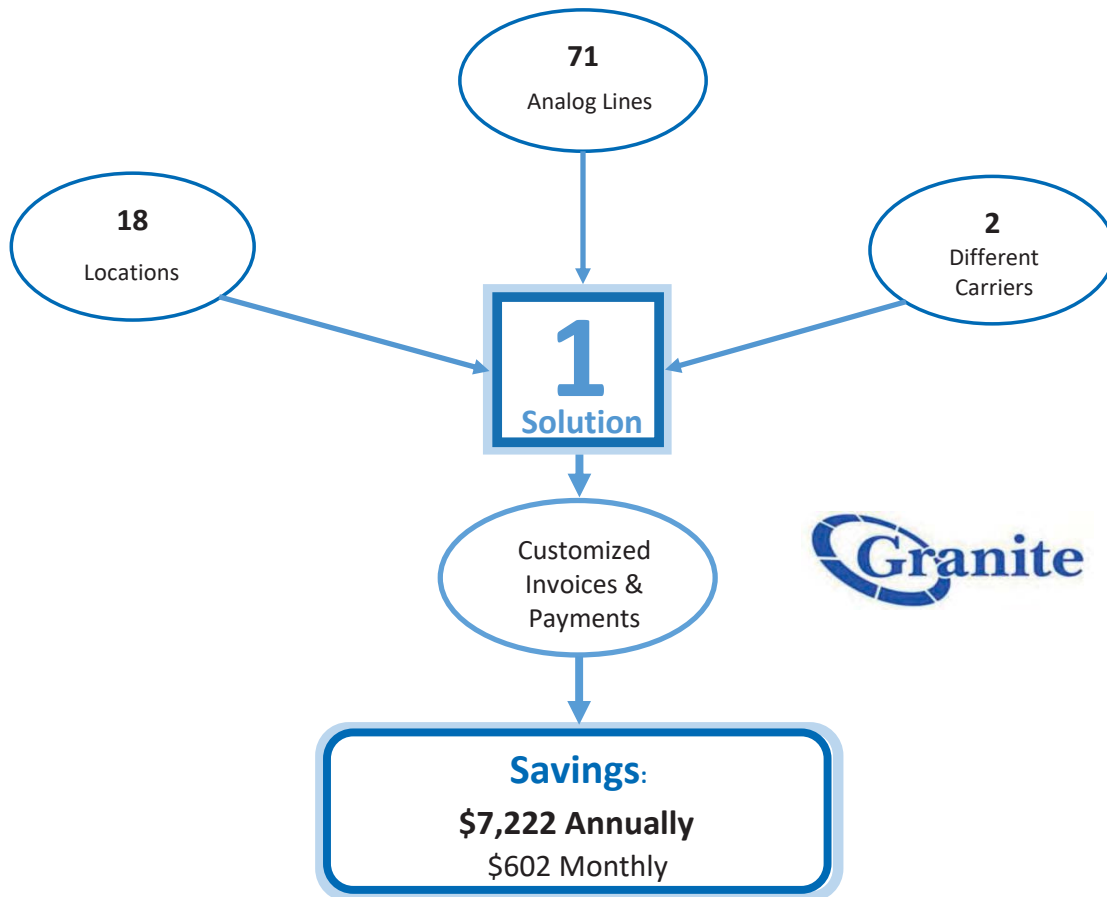 71
Analog Lines
18
Locations
2
Different
Carriers
1
Solution
Customized
Invoices &
Payments
Granite
Savings:
$7,222 Annually
$602 Monthly